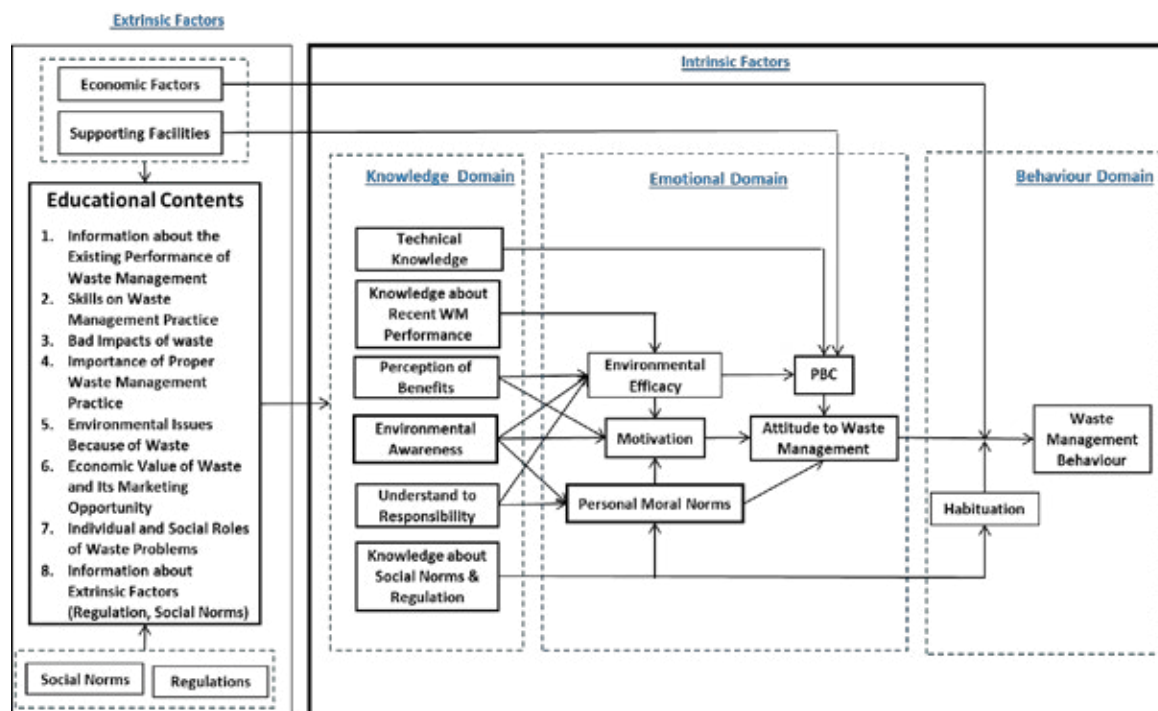 Extrinsic Factors
Economic Factors
Supporting Facilities
Educational Contents
1. Information about the
Existing Performance of
Waste Management
2. Skills on Waste
Management Practice
3. Bad Impacts of waste
4. Importance of Proper
Waste Management
Practice
5. Environmental Issues
Because of Waste
6. Economic Value of Waste
and Its Marketing
Opportunity
7. Individual and Social Roles
of Waste Problems
8. Information about
Extrinsic Factors
(Regulation, Social Norms)
Social Norms
Regulations
Intrinsic Factors
Knowledge Domain
Technical
Knowledge
Knowledge about
Recent WM
Performance
Perception of
Benefits
Environmental
Awareness
Understand to
Responsibility
Knowledge about
Social Norms &
Regulation
Emotional Domain
Environmental
Efficacy
PBC
Motivation
Attitude to Waste
Management
Personal Moral Norms
Behaviour Domain
Waste
Management
Behaviour
Habituation